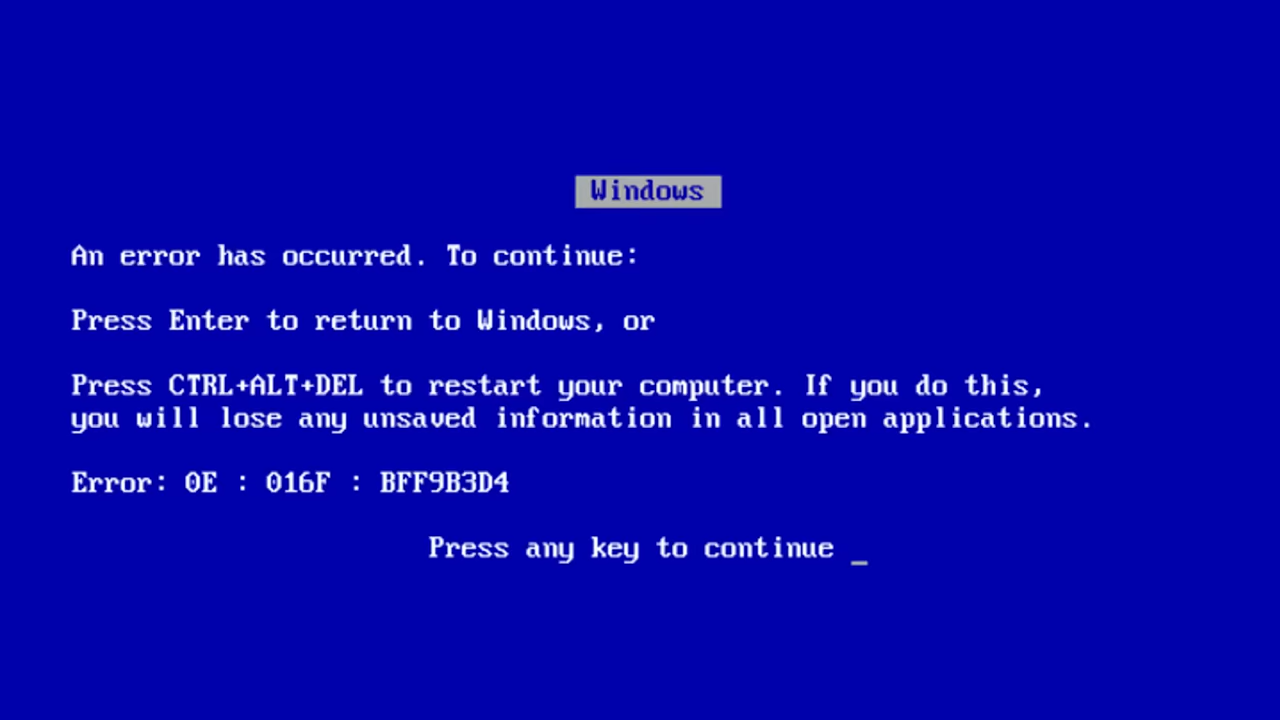 Windows
An error has occurred. To continue:
Press Enter to return to Windows, or
Press CTRL+ALT+DEL to restart your computer. If you do this,
you will lose any unsaved information in all open applications.
Error: 0E : 016F : BFF9B3D4
Press any key to continue _